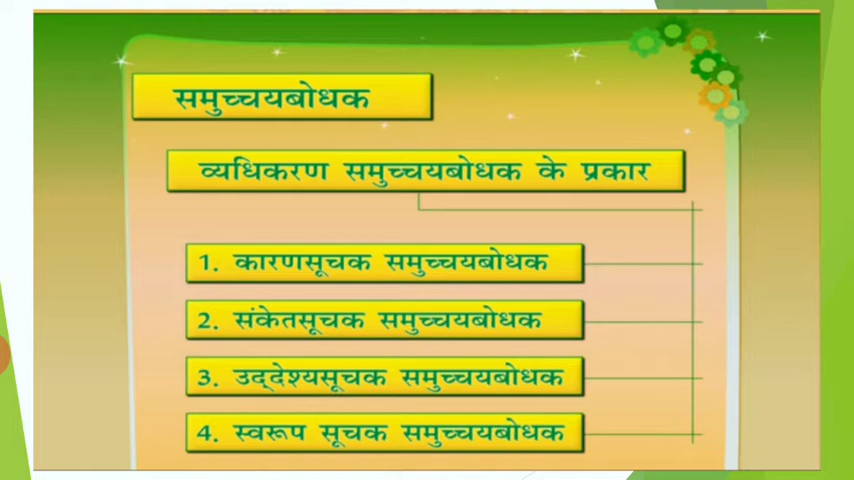 समुच्चयबोधक
व्यधिकरण समुच्चयबोधक के प्रकार
1. कारणसूचक समुच्चयबोधक
2. संकेतसूचक समुच्चयबोधक
3. उद्‌देश्यसूचक समुच्चयबोधक
4. स्वरूप सूचक समुच्चयबोधक